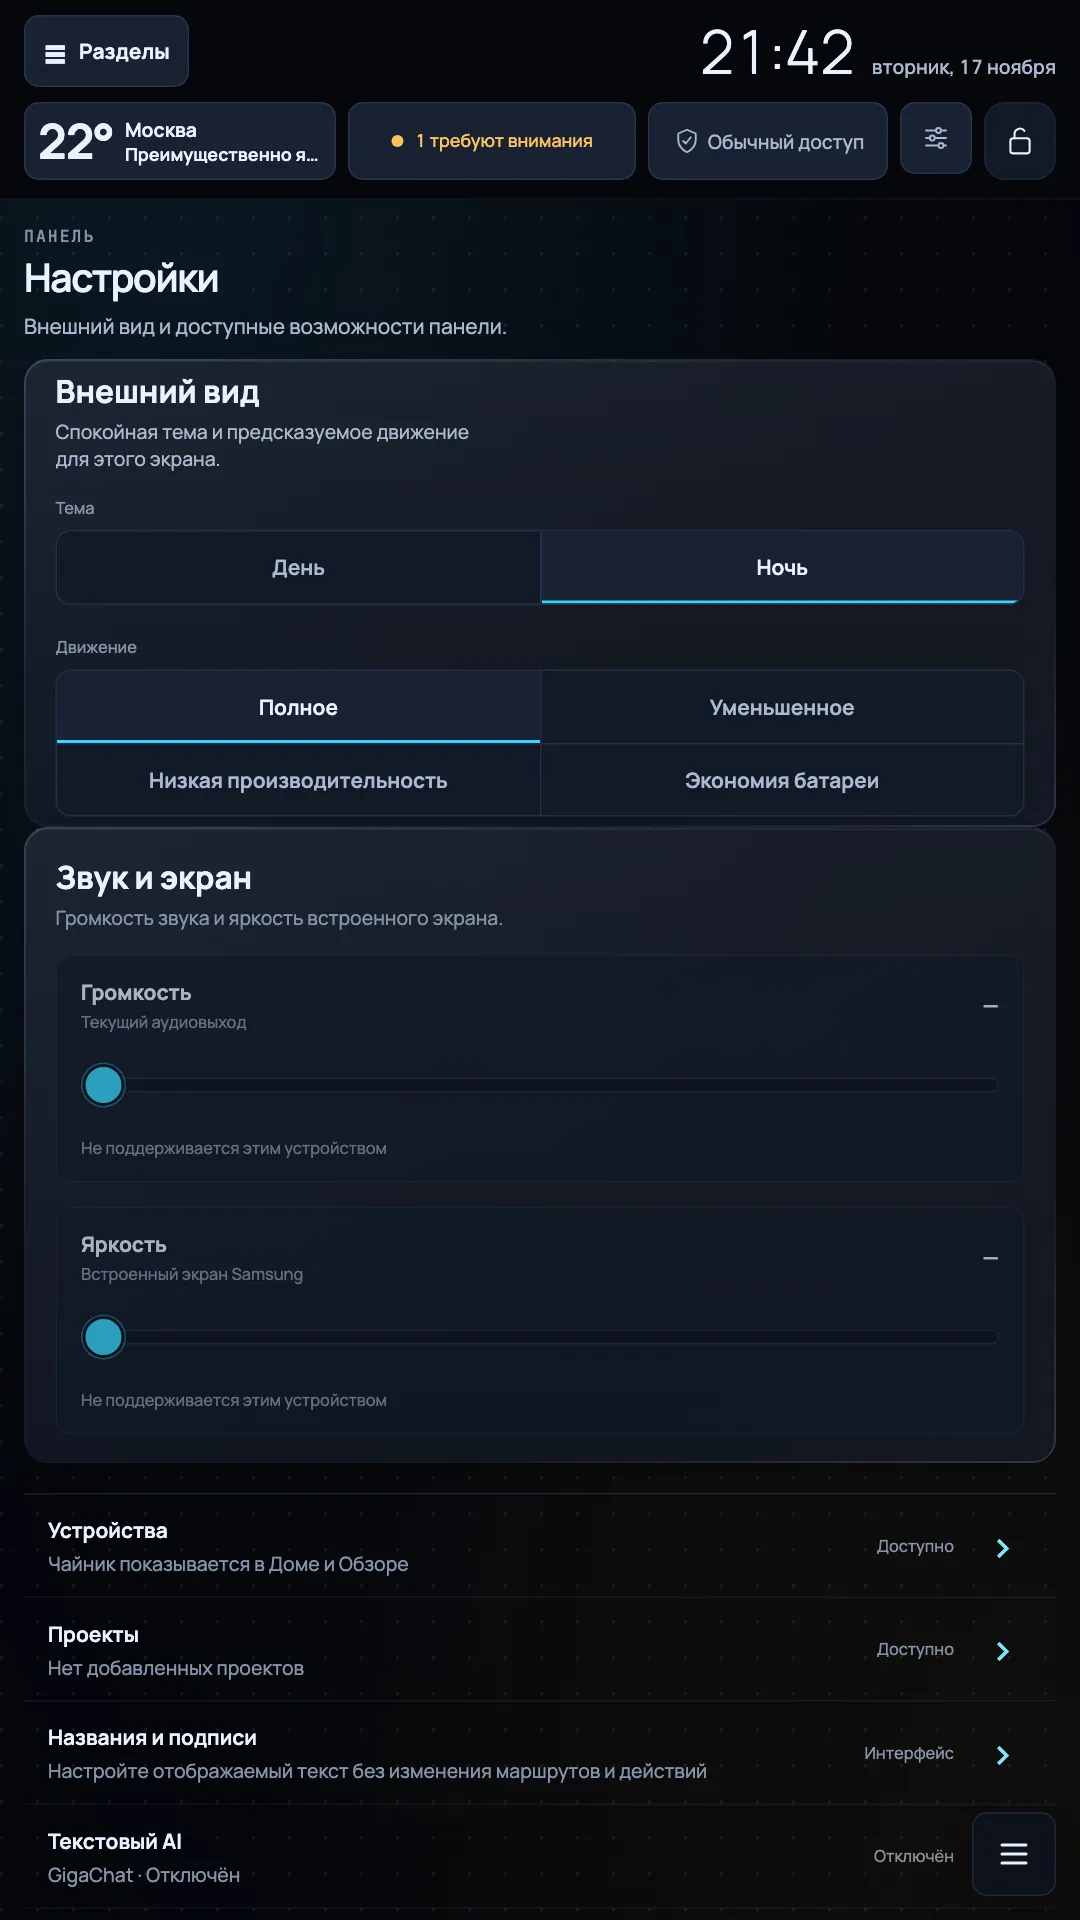 Разделы
21:42 вторник, 17 ноября
22° Москва
Преимущественно я...
1 требуют внимания
Обычный доступ
ПАНЕЛЬ
Настройки
Внешний вид и доступные возможности панели.
Внешний вид
Спокойная тема и предсказуемое движение
для этого экрана.
Тема
День
Ночь
Движение
Полное
Уменьшенное
Низкая производительность
Экономия батареи
Звук и экран
Громкость звука и яркость встроенного экрана.
Громкость
Текущий аудиовыход
–
Не поддерживается этим устройством
Яркость
Встроенный экран Samsung
–
Не поддерживается этим устройством
Устройства
Чайник показывается в Доме и Обзоре
Доступно
Проекты
Нет добавленных проектов
Доступно
Названия и подписи
Настройте отображаемый текст без изменения маршрутов и действий
Интерфейс
Текстовый AI
GigaChat · Отключён
Отключён